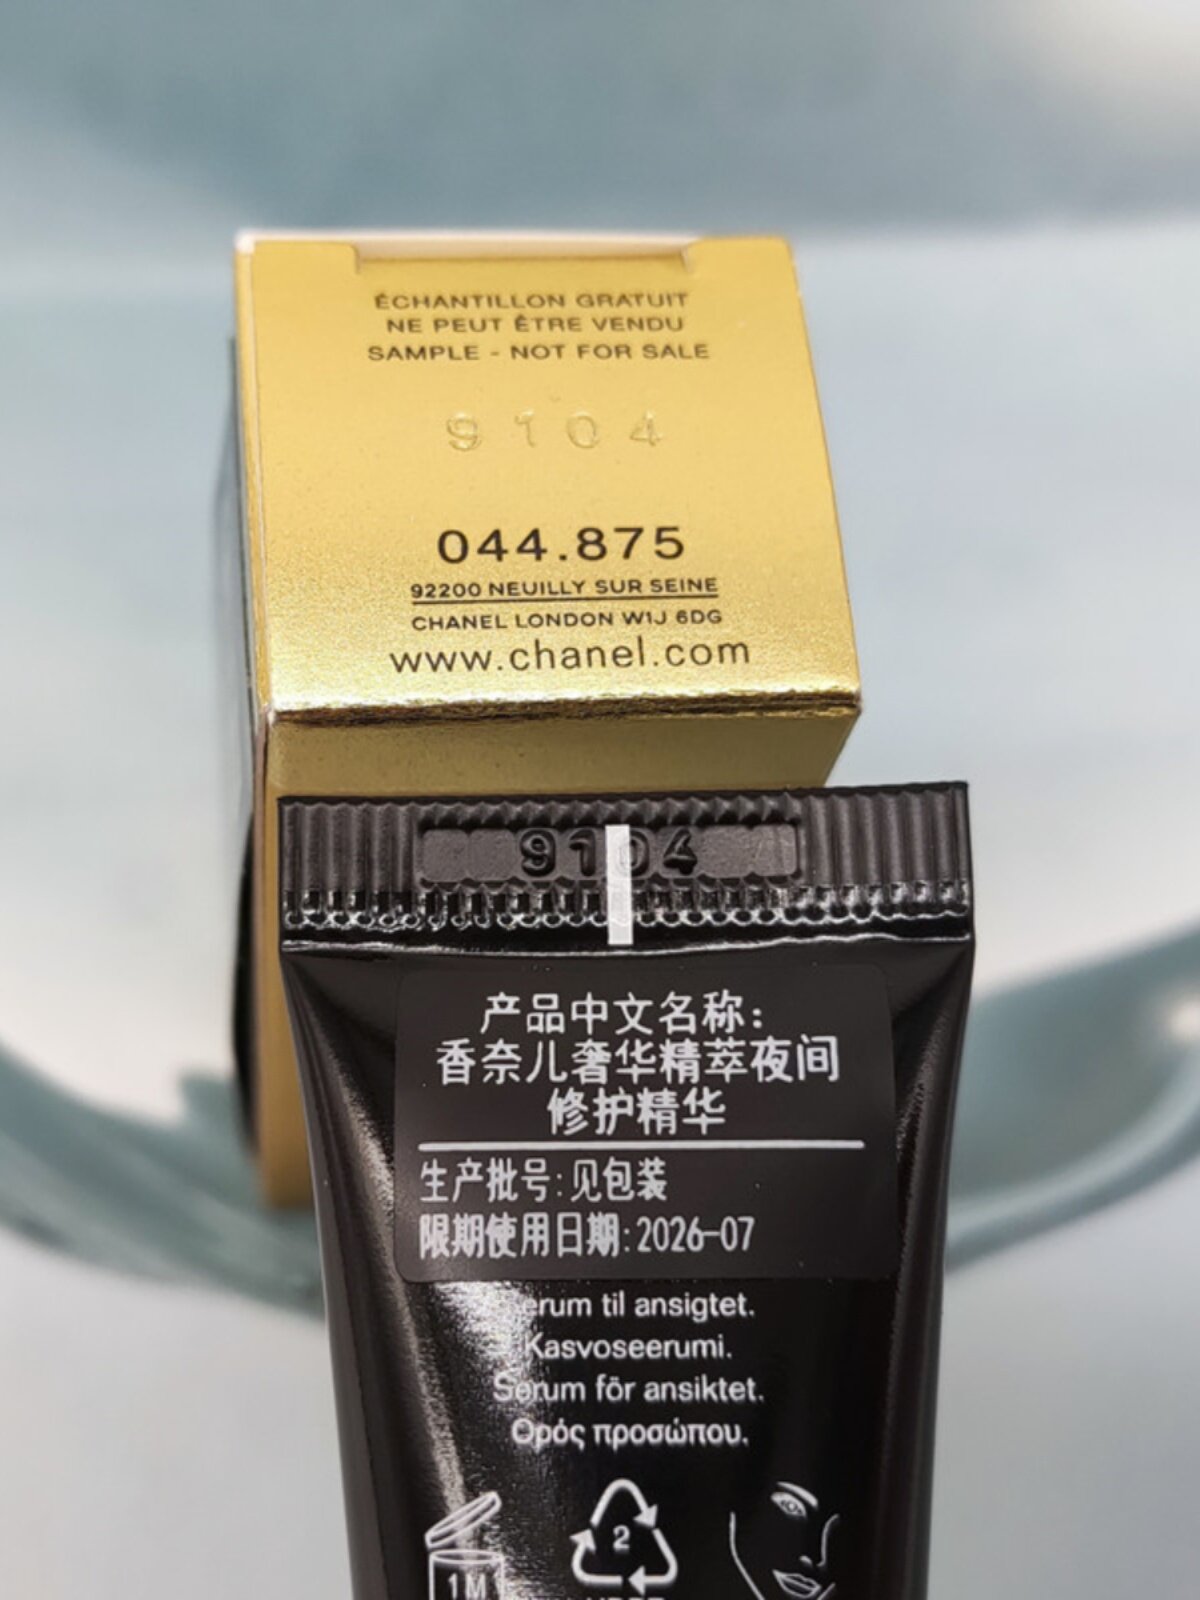 ÉCHANTILLON GRATUIT
NE PEUT ÊTRE VENDU
SAMPLE - NOT FOR SALE
9104
044.875
92200 NEUILLY SUR SEINE
CHANEL LONDON W1J 6DG
www.chanel.com
9104
产品中文名称:
香奈儿奢华精萃夜间
修护精华
生产批号:见包装
限期使用日期:2026-07
til ansigtet.
Kasvoseerumi.
Serum för ansiktet.
Ορός προσώπου.
2
1M